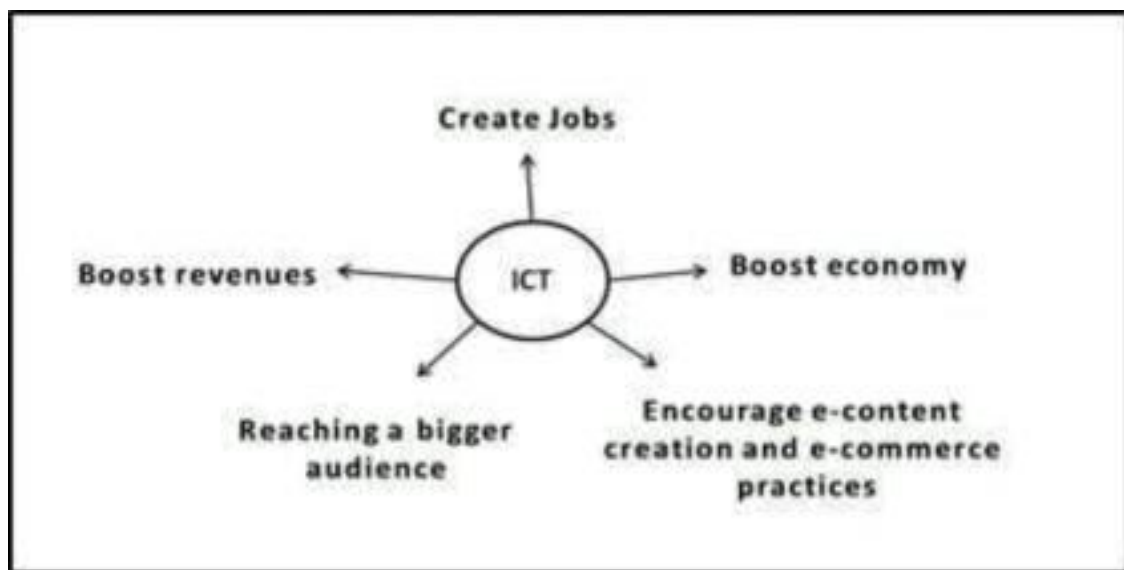 Create Jobs
Boost revenues
ICT
Boost economy
Reaching a bigger
audience
Encourage e-content
creation and e-commerce
practices